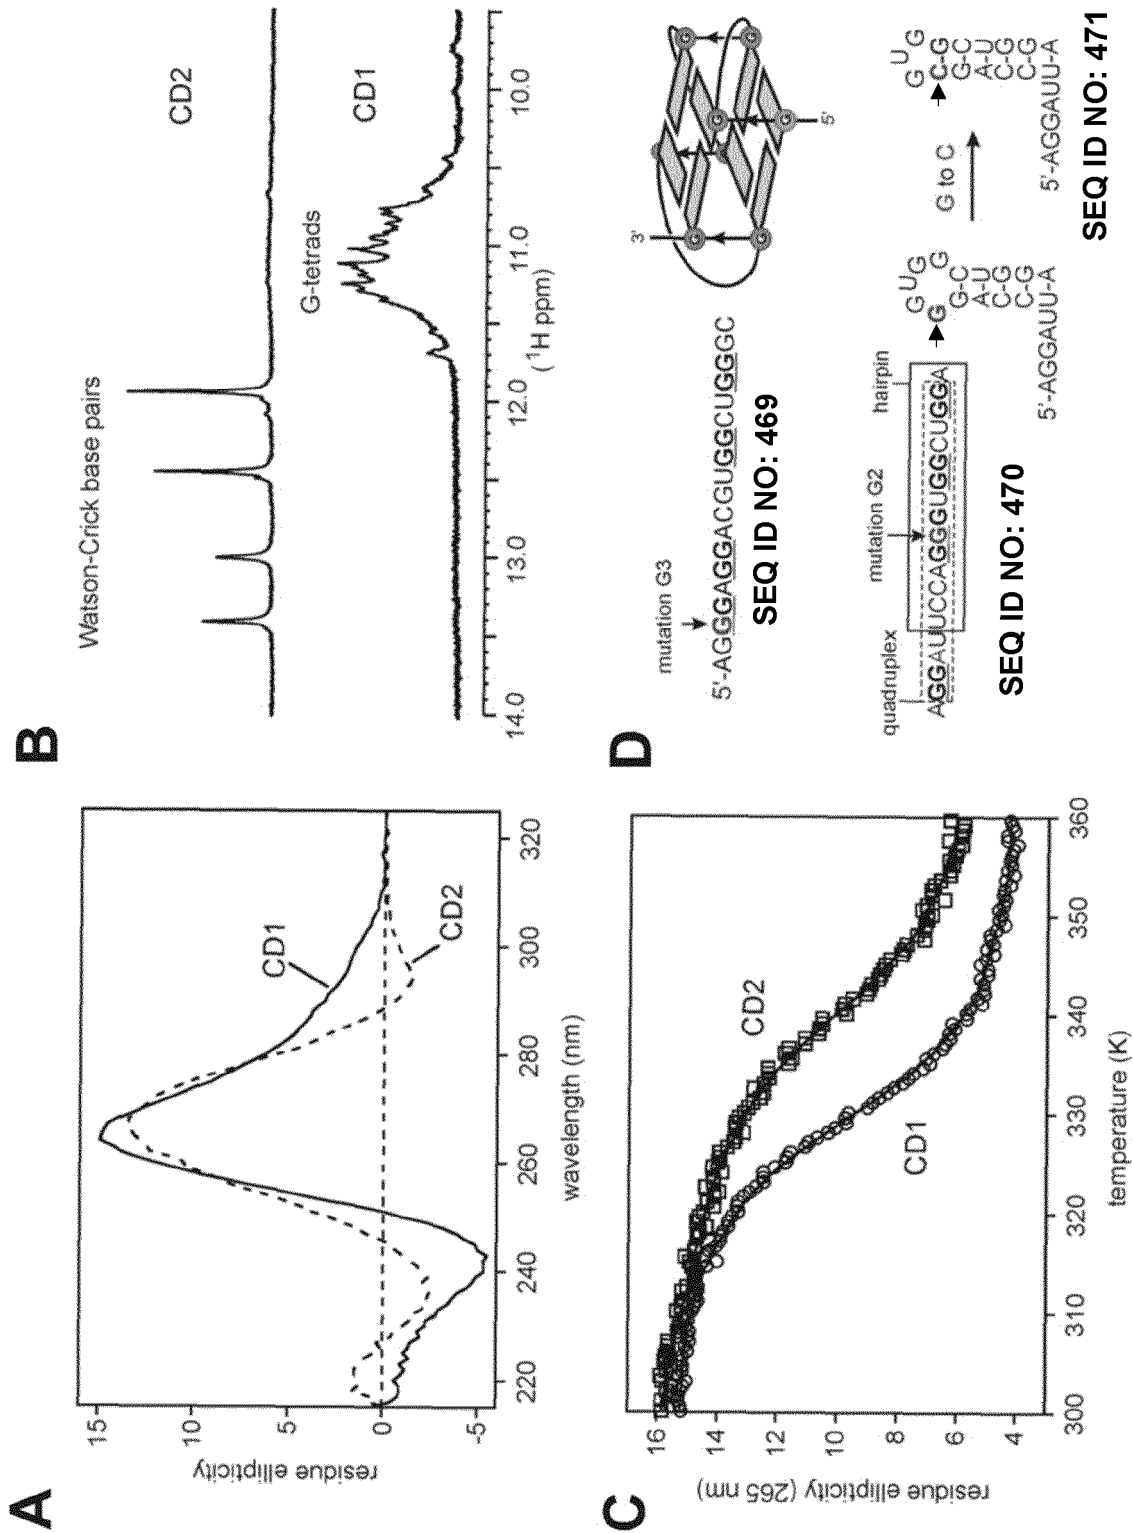 A
15
10
5
0
-5
residue ellipticity
220
240
260
280
300
320
wavelength (nm)
CD1
CD2
B
Watson-Crick base pairs
CD2
G-tetrads
CD1
14.0
13.0
12.0
11.0
10.0
(1H ppm)
C
16
14
12
10
8
6
4
residue ellipticity (265 nm)
300
310
320
330
340
350
360
temperature (K)
CD2
CD1
D
mutation G3
5'-AGGGAGGACGUGGCUGGGC
SEQ ID NO: 469
3'
5'
G
G
G
G
G
G
quadruplex
mutation G2
hairpin
AGGAUUCCAGGGUGGCUGGA
SEQ ID NO: 470
G U G
G G
G-C
A-U
C-G
C-G
5'-AGGAUU-A
G to C
G U G
C-G
G-C
A-U
C-G
C-G
5'-AGGAUU-A
SEQ ID NO: 471